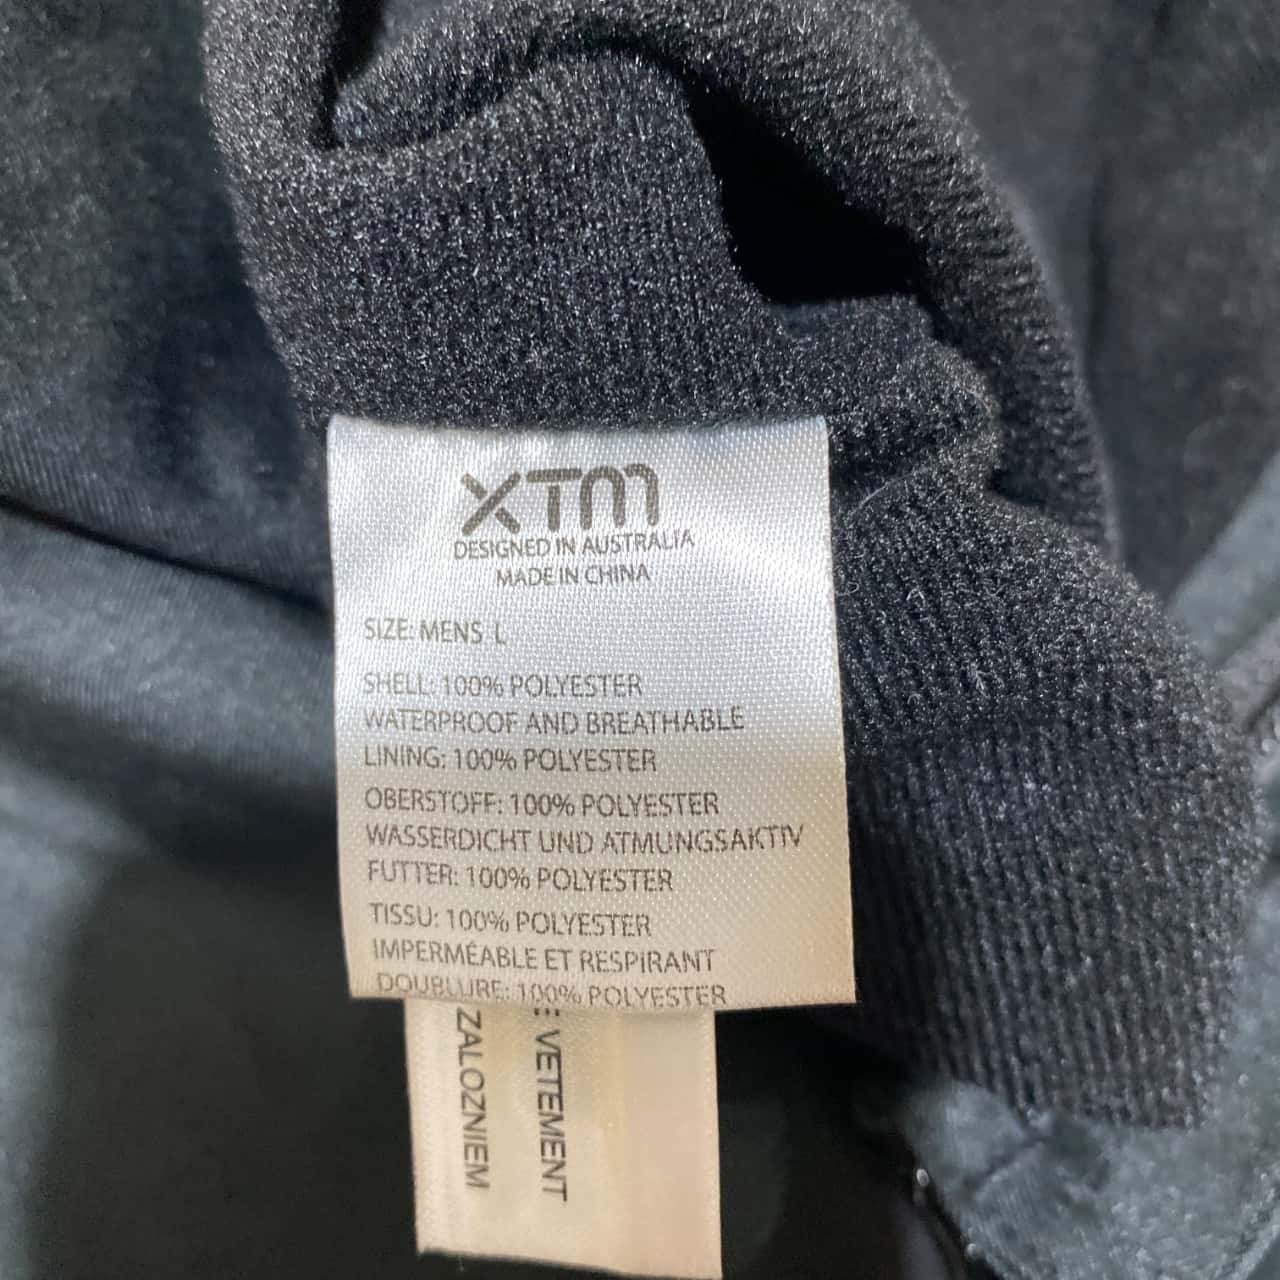 XTM
DESIGNED IN AUSTRALIA
MADE IN CHINA
SIZE: MENS L
SHELL: 100% POLYESTER
WATERPROOF AND BREATHABLE
LINING: 100% POLYESTER
OBERSTOFF: 100% POLYESTER
WASSERDICHT UND ATMUNGSAKTIV
FUTTER: 100% POLYESTER
TISSU: 100% POLYESTER
IMPERMÉABLE ET RESPIRANT
DOUBLURE: 100% POLYESTER
VETEMENT
ZALOZNIEM